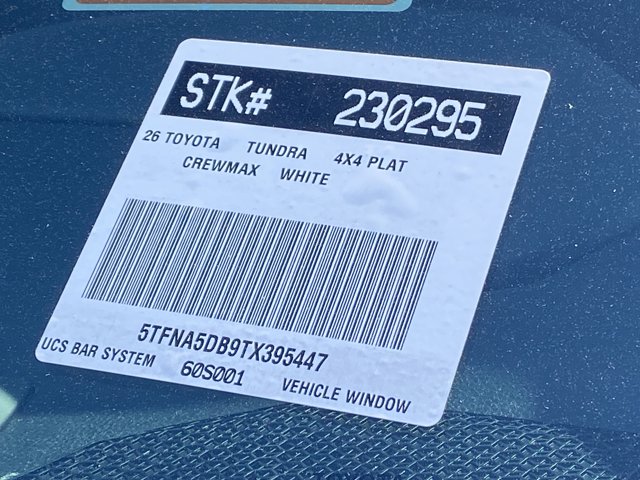 STK# 230295
26 TOYOTA TUNDRA 4X4 PLAT
CREWMAX WHITE
5TFNA5DB9TX395447
UCS BAR SYSTEM 60S001 VEHICLE WINDOW